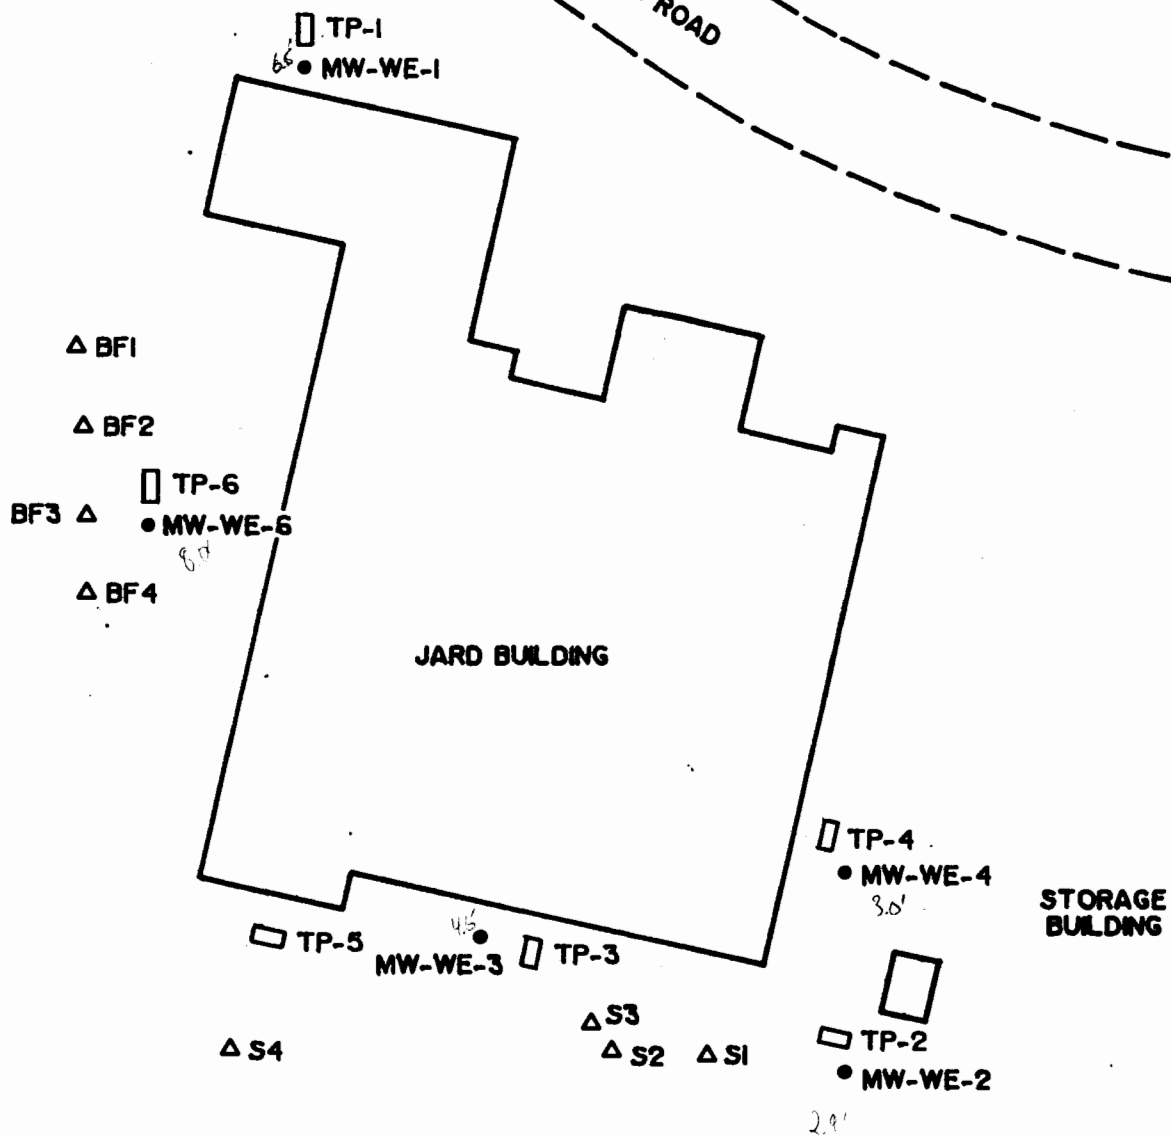 ROAD
TP-1
6.6'
MW-WE-1
BF1
BF2
TP-6
BF3
MW-WE-6
8.0'
BF4
JARD BUILDING
TP-4
MW-WE-4
3.0'
STORAGE
BUILDING
TP-5
MW-WE-3
TP-3
S3
S4
S2
S1
TP-2
MW-WE-2
2.9'